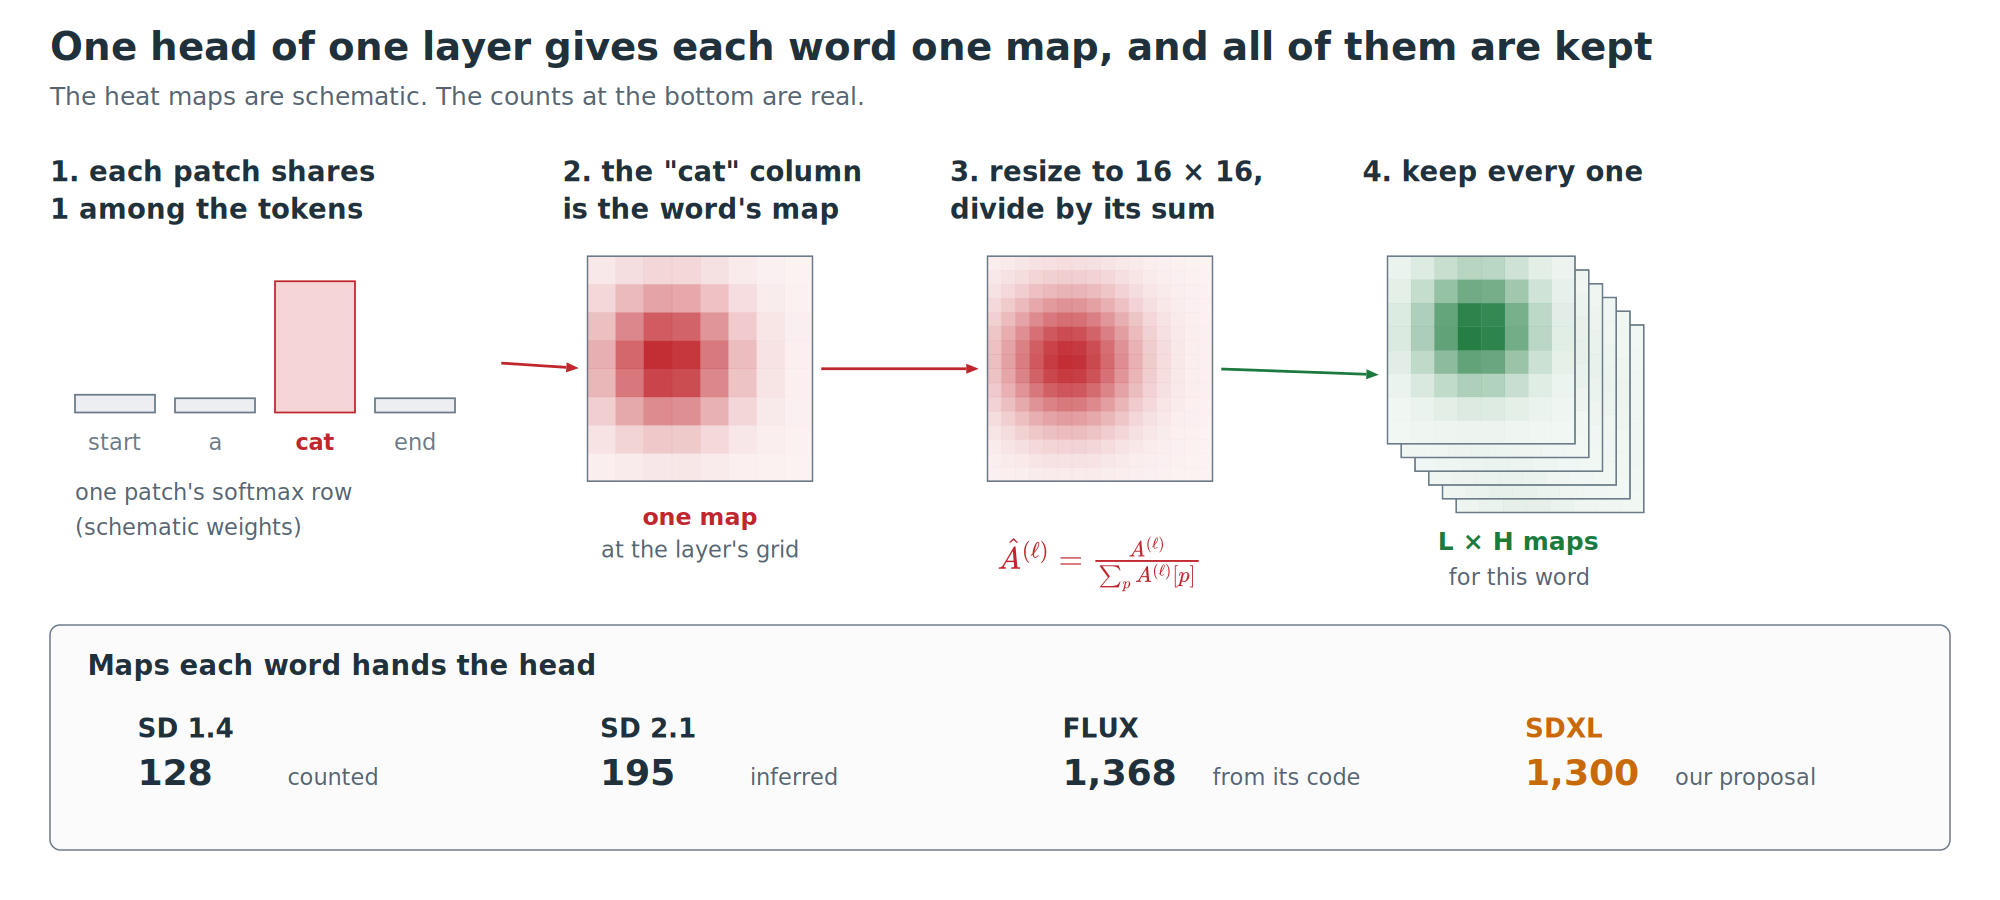 One head of one layer gives each word one map, and all of them are kept
The heat maps are schematic. The counts at the bottom are real.
1. each patch shares
1 among the tokens
start a cat end
one patch's softmax row
(schematic weights)
2. the "cat" column
is the word's map
one map
at the layer's grid
3. resize to 16 × 16,
divide by its sum
Â^(ℓ) = A^(ℓ) / ∑_p A^(ℓ)[p]
4. keep every one
L × H maps
for this word
Maps each word hands the head
SD 1.4
128 counted
SD 2.1
195 inferred
FLUX
1,368 from its code
SDXL
1,300 our proposal